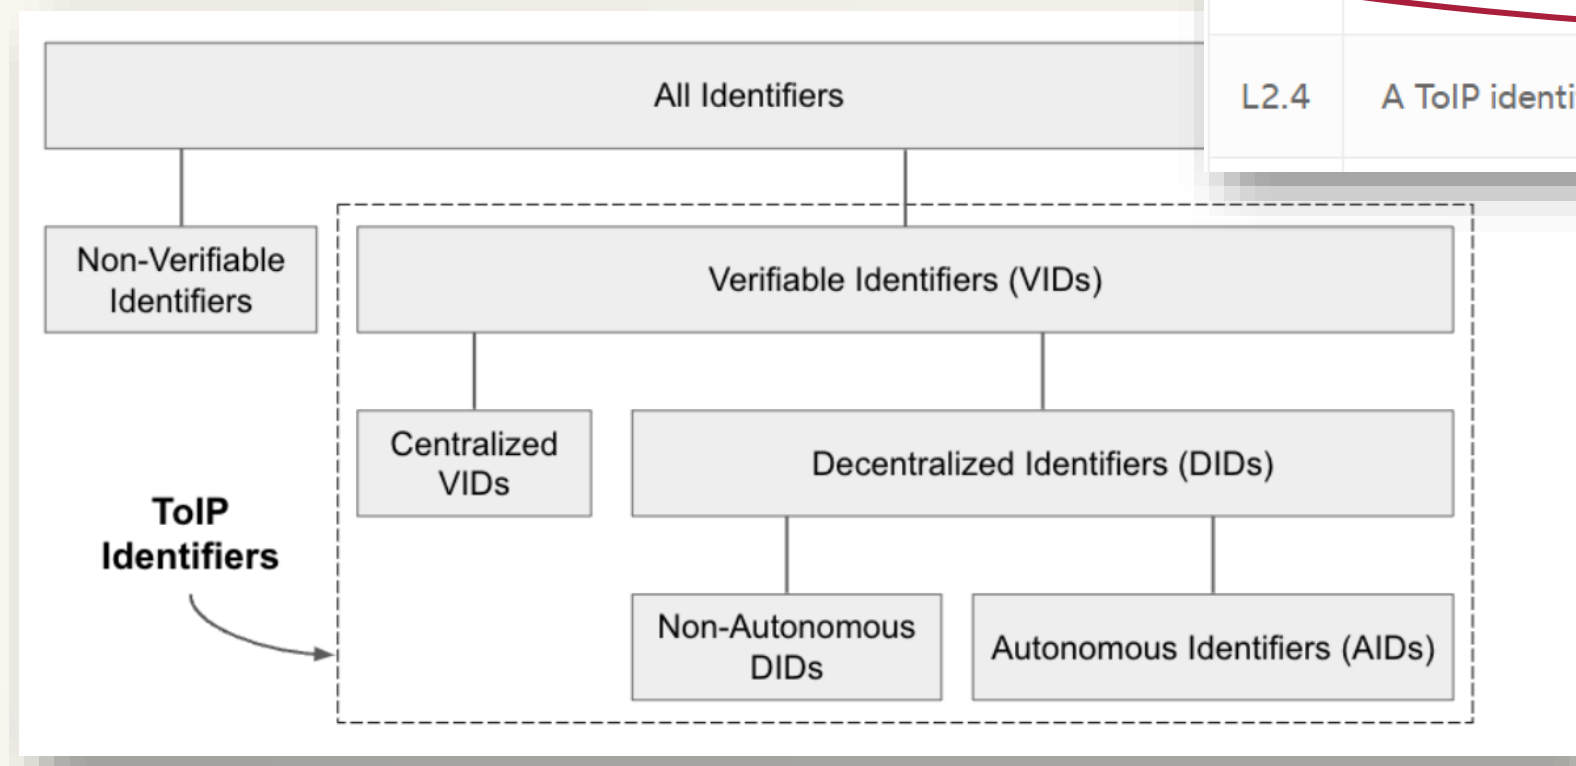 All Identifiers
L2.4 A ToIP
Non-Verifiable
Identifiers
Verifiable Identifiers (VIDs)
Centralized
VIDs
Decentralized Identifiers (DIDs)
ToIP
Identifiers
Non-Autonomous
DIDs
Autonomous Identifiers (AIDs)